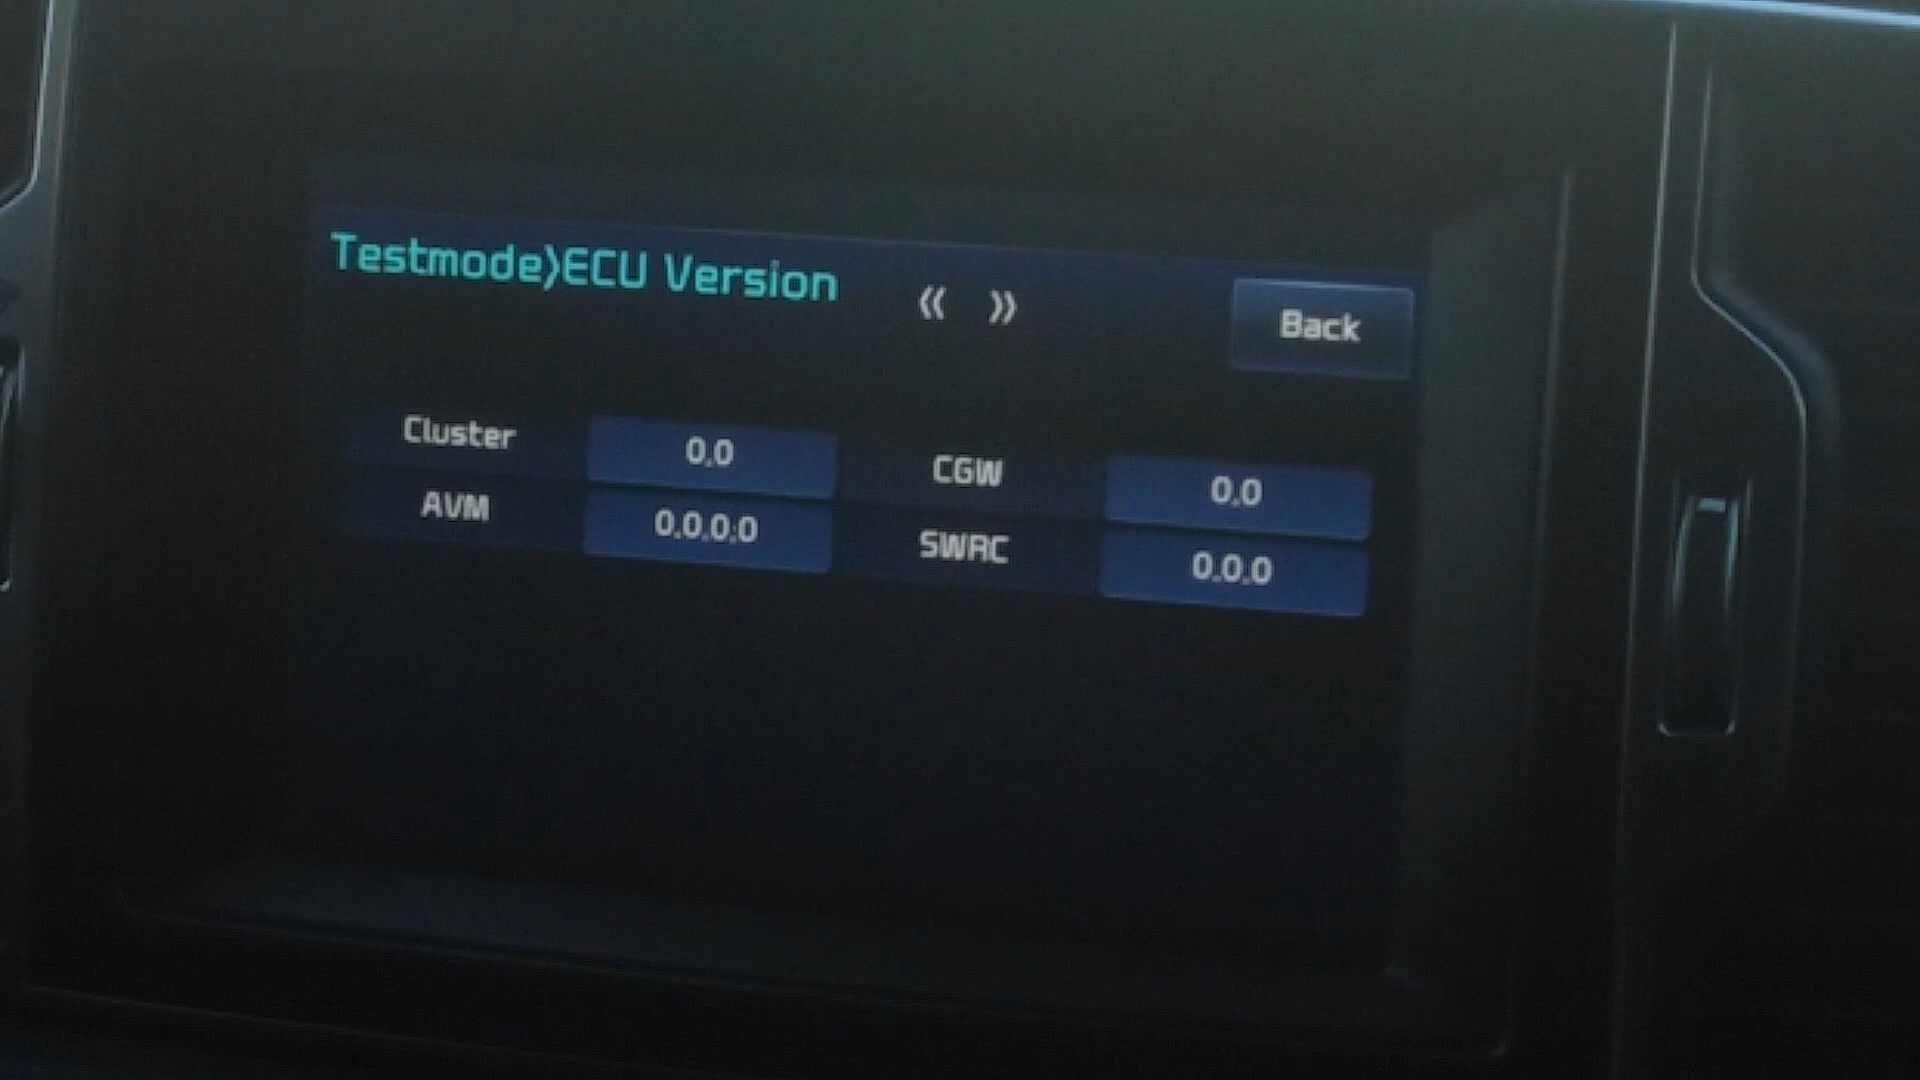 Testmode>ECU Version « » Back
Cluster 0.0 CGW 0.0
AVM 0.0.0.0 SWRC 0.0.0